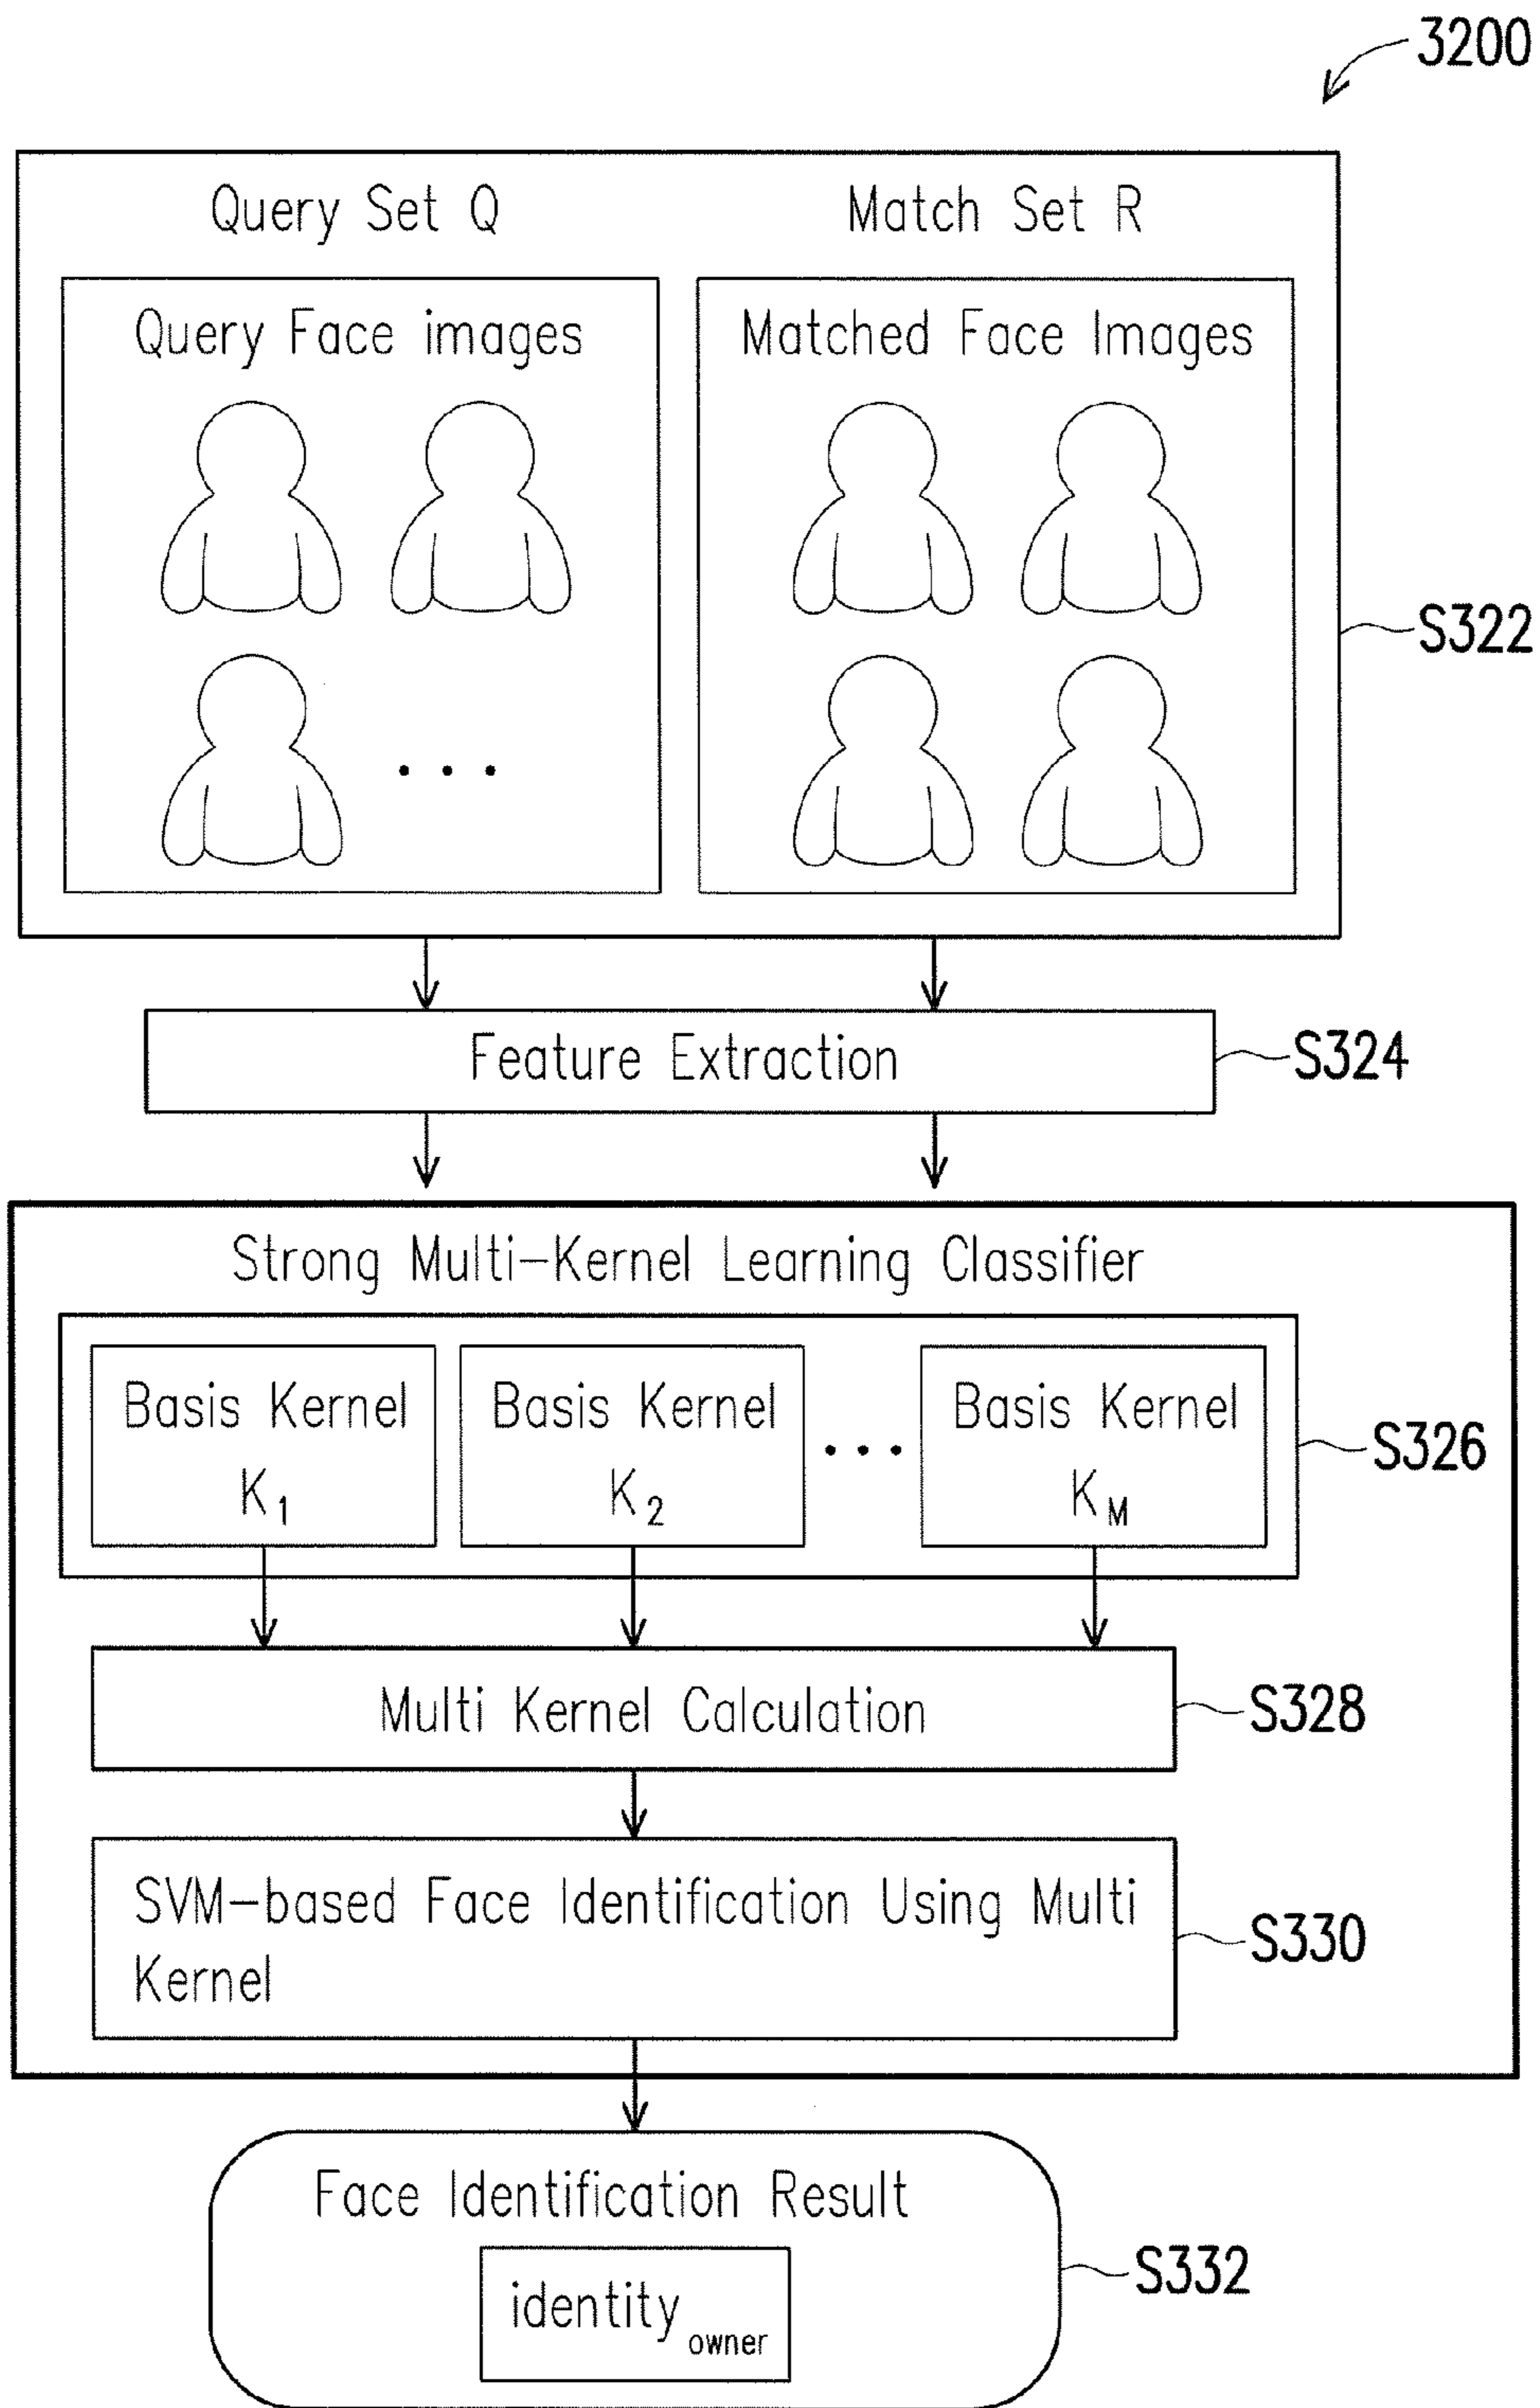 3200
Query Set Q
Match Set R
Query Face images
Matched Face Images
S322
Feature Extraction
S324
Strong Multi-Kernel Learning Classifier
Basis Kernel
K1
Basis Kernel
K2
...
Basis Kernel
KM
S326
Multi Kernel Calculation
S328
SVM-based Face Identification Using Multi
Kernel
S330
Face Identification Result
identity owner
S332